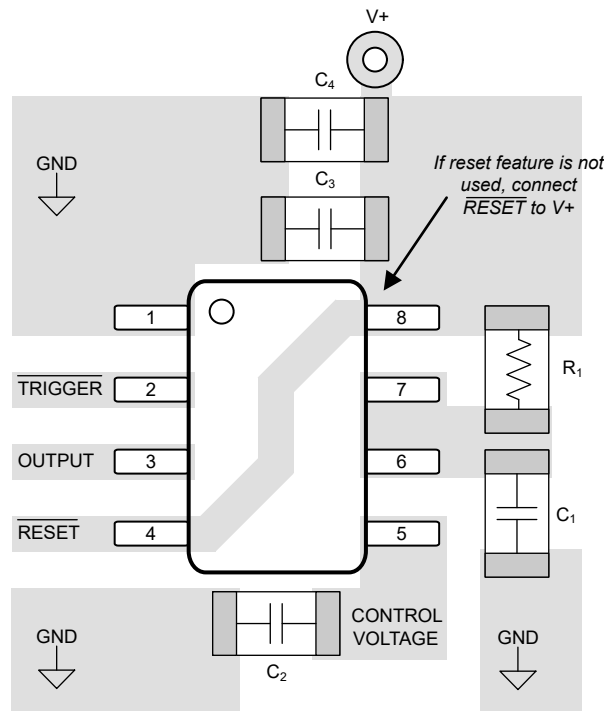 V+
C4
GND
C3
If reset feature is not
used, connect
RESET to V+
1
8
R1
TRIGGER
2
7
OUTPUT
3
6
C1
RESET
4
5
CONTROL
VOLTAGE
GND
C2
GND